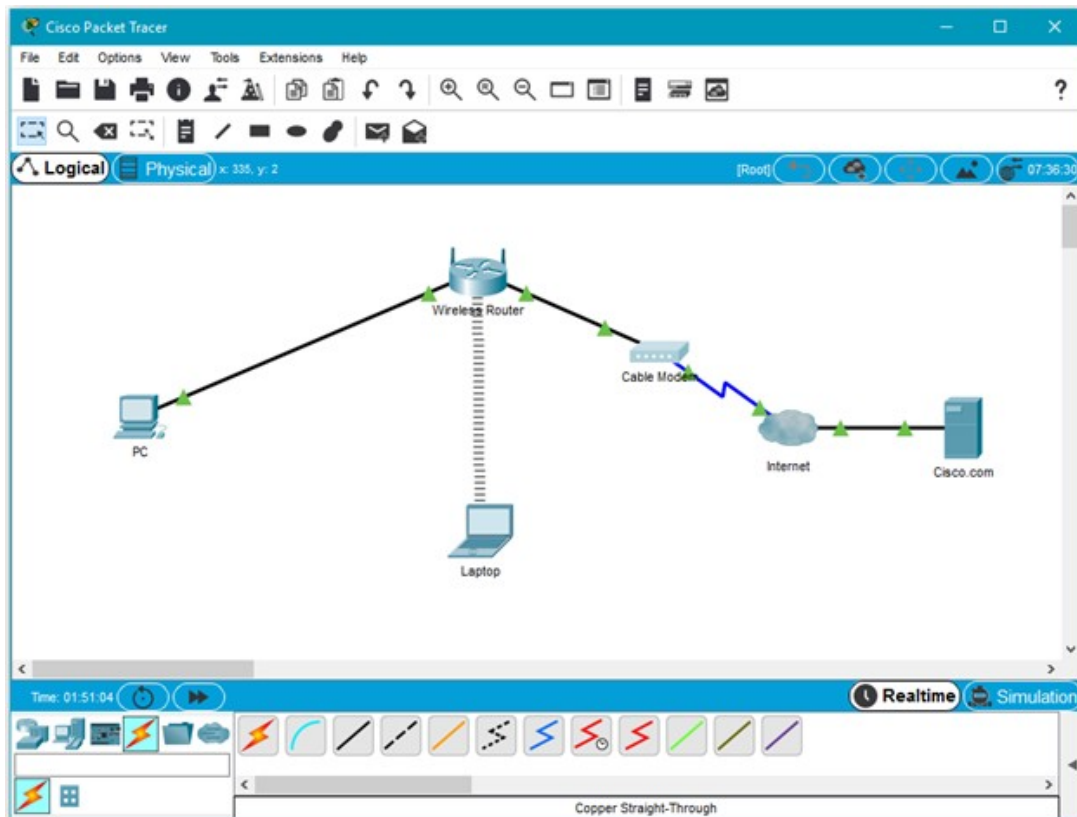 Cisco Packet Tracer
File Edit Options View Tools Extensions Help
?
Logical Physical x: 335, y: 2 [Root] 07:36:30
Wireless Router
Cable Modem
PC
Internet
Cisco.com
Laptop
Time: 01:51:04 Realtime Simulation
Copper Straight-Through